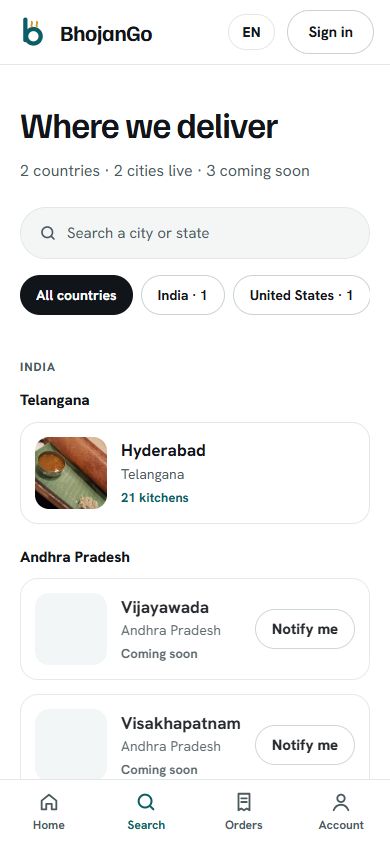 BhojanGo
EN
Sign in
Where we deliver
2 countries · 2 cities live · 3 coming soon
Search a city or state
All countries
India · 1
United States · 1
INDIA
Telangana
Hyderabad
Telangana
21 kitchens
Andhra Pradesh
Vijayawada
Andhra Pradesh
Coming soon
Notify me
Visakhapatnam
Andhra Pradesh
Coming soon
Notify me
Home
Search
Orders
Account